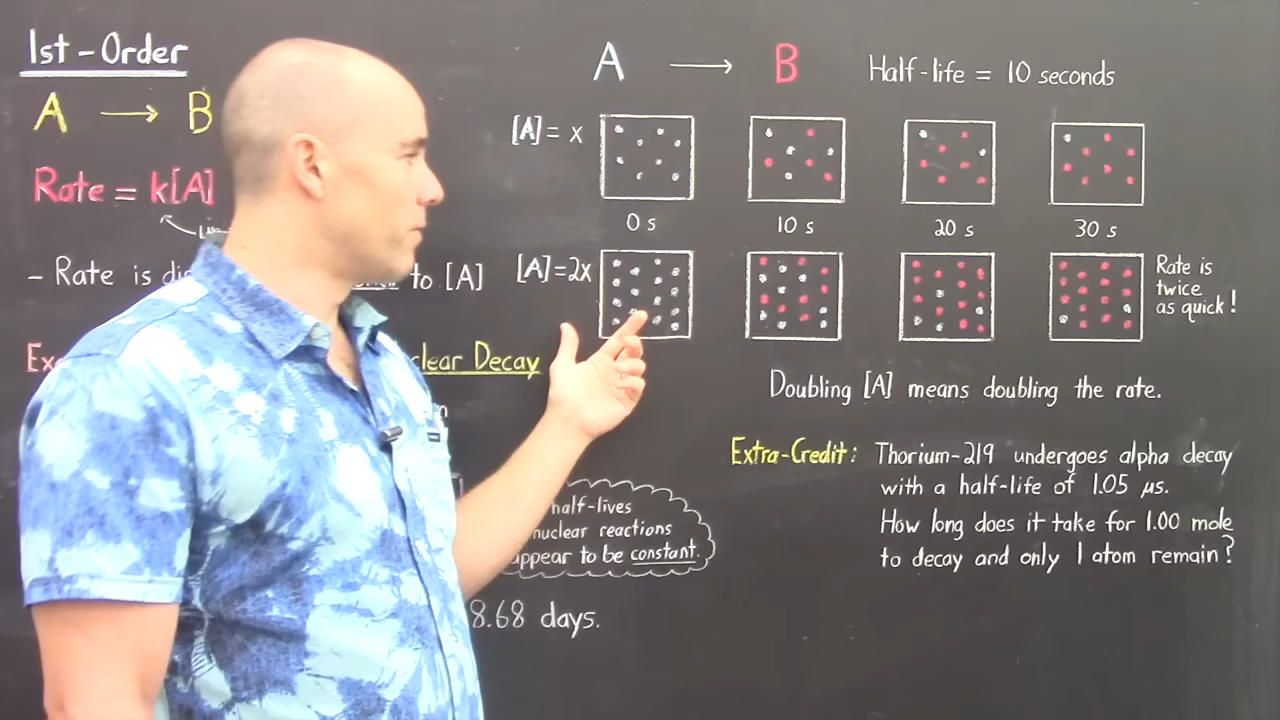 1st-Order
A → B
Rate = k[A]
- Rate is to [A]
clear Decay
half-lives
nuclear reactions
appear to be constant.
8.68 days.
A → B
Half-life = 10 seconds
[A] = x
0 s
10 s
20 s
30 s
[A]=2x
Rate is
twice
as quick!
Doubling [A] means doubling the rate.
Extra-Credit: Thorium-219 undergoes alpha decay
with a half-life of 1.05 μs.
How long does it take for 1.00 mole
to decay and only 1 atom remain?